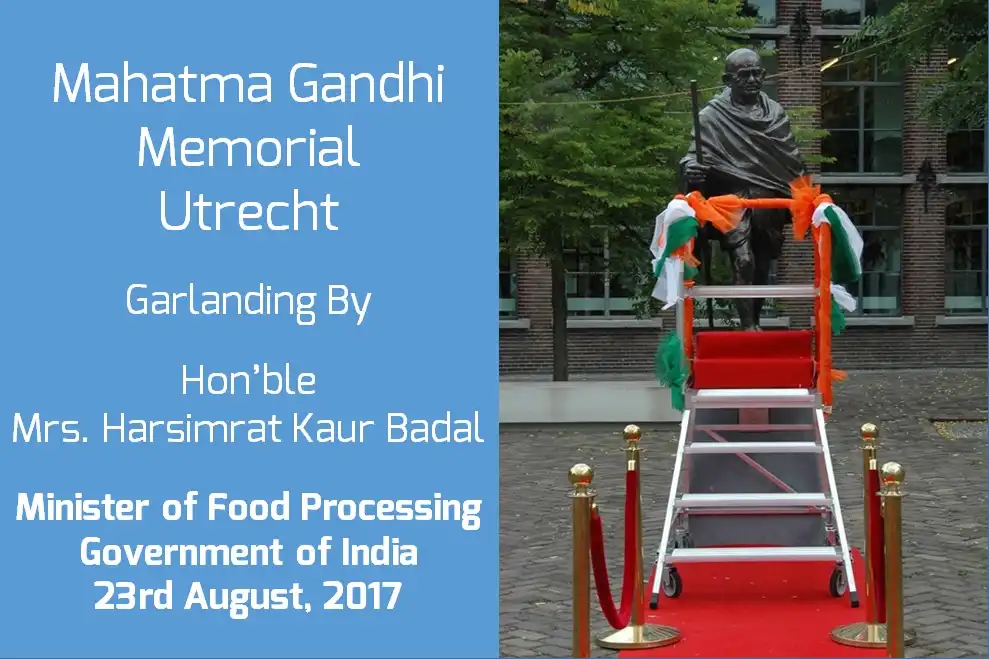 Mahatma Gandhi
Memorial
Utrecht
Garlanding By
Hon’ble
Mrs. Harsimrat Kaur Badal
Minister of Food Processing
Government of India
23rd August, 2017